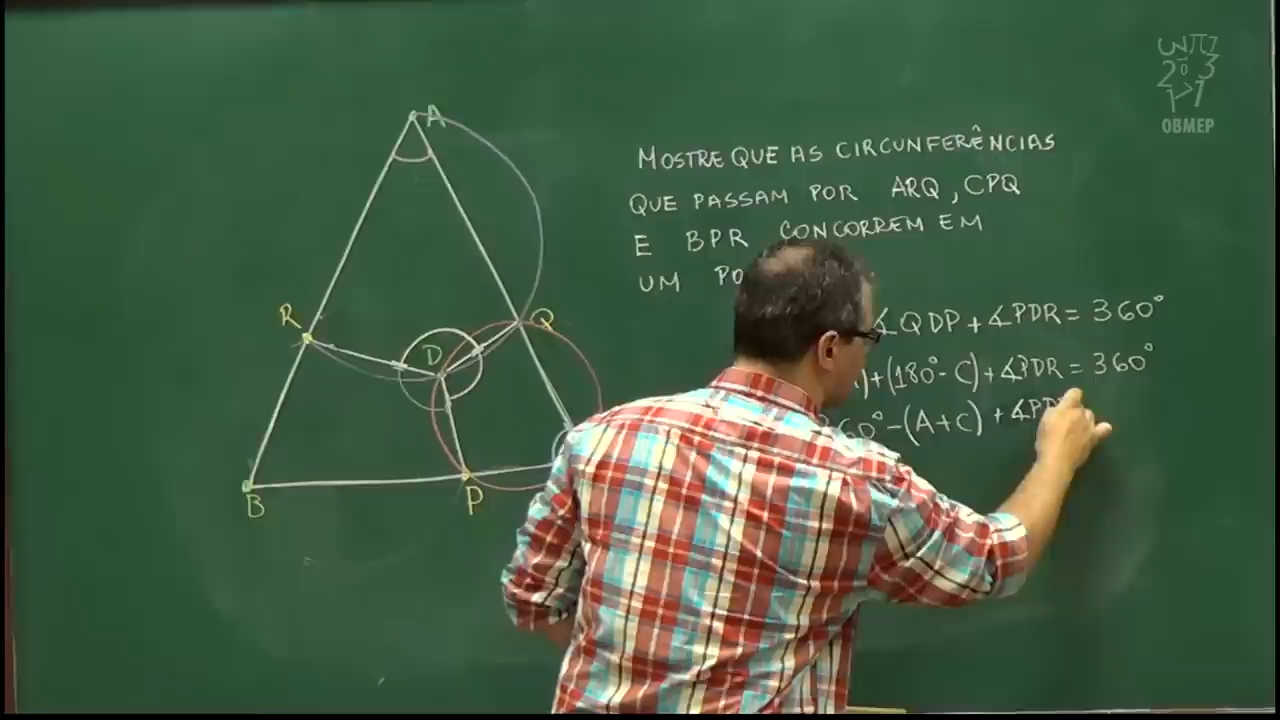 A
R
Q
D
B
P
MOSTRE QUE AS CIRCUNFERÊNCIAS
QUE PASSAM POR ARQ, CPQ
E BPR CONCORREM EM
UM PO
∡QDP + ∡PDR = 360°
)+(180°- C) + ∡PDR = 360°
60° -(A+C) + ∡PD
OBMEP